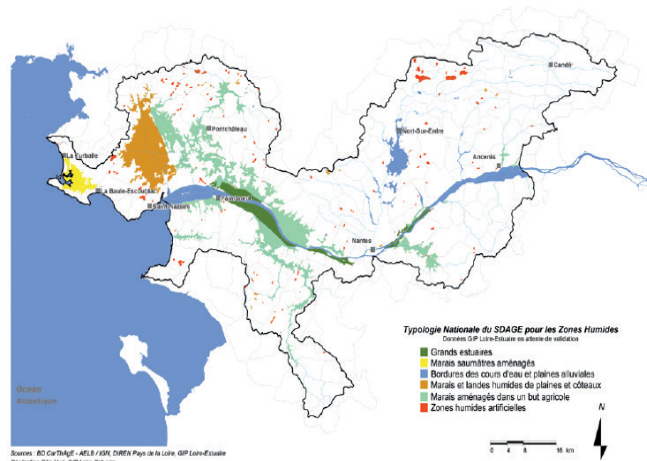 Candé
Nort-Sur-Erdre
Pontchâteau
La Turballe
Ancenis
La Baule-Escoublac
Saint-Nazaire
Paimboeuf
Nantes
Typologie Nationale du SDAGE pour les Zones Humides
Données GIP Loire-Estuaire en attente de validation
Grands estuaires
Marais saumâtres aménagés
Bordures des cours d'eau et plaines alluviales
Marais et landes humides de plaines et côteaux
Marais aménagés dans un but agricole
Zones humides artificielles
Océan
Atlantique
N
0 4 8 16 km
Sources : BD CarThAgE - AELB / IGN, DIREN Pays de la Loire, GIP Loire-Estuaire